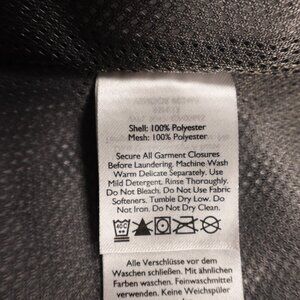 Shell: 100% Polyester
Mesh: 100% Polyester
Secure All Garment Closures
Before Laundering. Machine Wash
Warm Delicate Separately. Use
Mild Detergent. Rinse Thoroughly.
Do Not Bleach. Do Not Use Fabric
Softeners. Tumble Dry Low. Do
Not Iron. Do Not Dry Clean.
Alle Verschlüsse vor dem
Waschen schließen. Mit ähnlichen
Farben waschen. Feinwaschmittel
verwenden. Keine Weichspüler